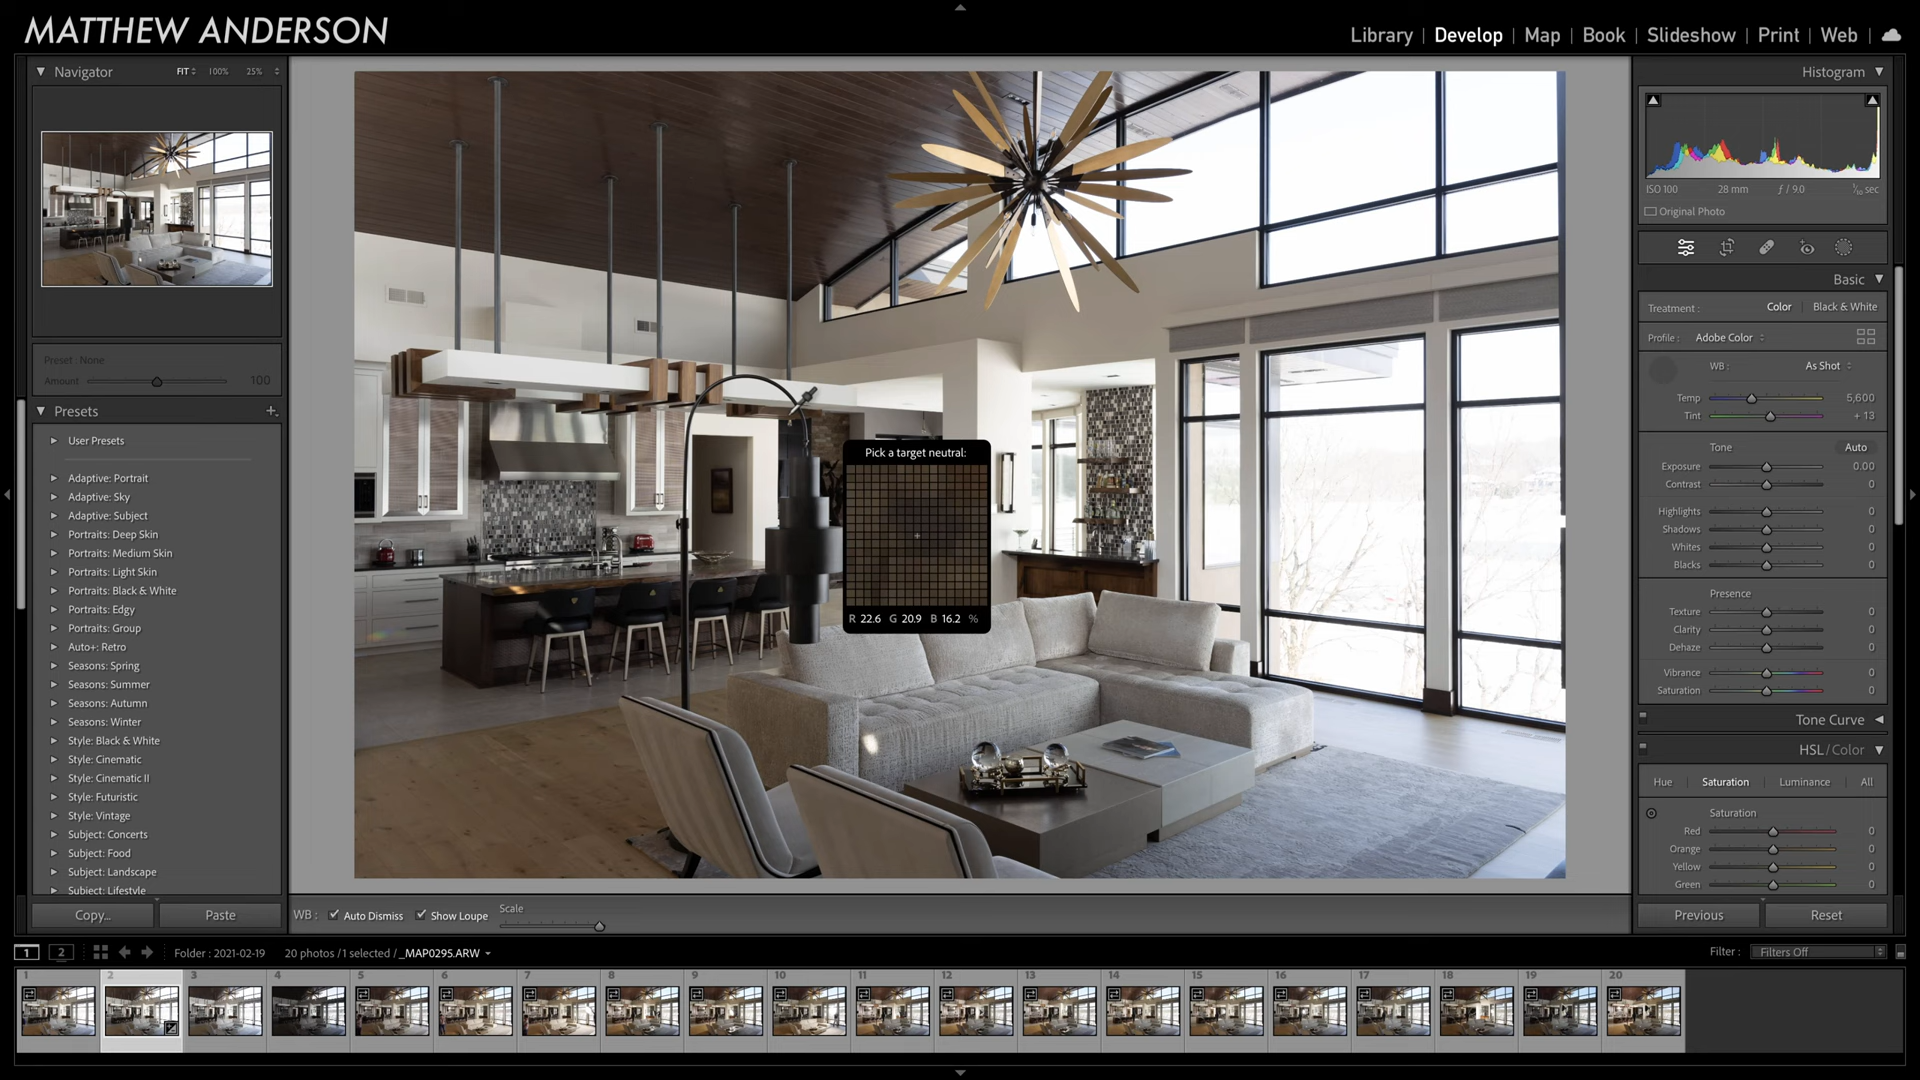 MATTHEW ANDERSON
Library | Develop | Map | Book | Slideshow | Print | Web
Navigator FIT 100% 25%
Preset : None
Amount 100
Presets
User Presets
Adaptive: Portrait
Adaptive: Sky
Adaptive: Subject
Portraits: Deep Skin
Portraits: Medium Skin
Portraits: Light Skin
Portraits: Black & White
Portraits: Edgy
Portraits: Group
Auto+: Retro
Seasons: Spring
Seasons: Summer
Seasons: Autumn
Seasons: Winter
Style: Black & White
Style: Cinematic
Style: Cinematic II
Style: Futuristic
Style: Vintage
Subject: Concerts
Subject: Food
Subject: Landscape
Subject: Lifestyle
Copy... Paste
Pick a target neutral:
R 22.6 G 20.9 B 16.2 %
WB : Auto Dismiss Show Loupe Scale
Histogram
ISO 100 28 mm ƒ / 9.0 1/10 sec
Original Photo
Basic
Treatment : Color | Black & White
Profile : Adobe Color
WB : As Shot
Temp 5,600
Tint + 13
Tone Auto
Exposure 0.00
Contrast 0
Highlights 0
Shadows 0
Whites 0
Blacks 0
Presence
Texture 0
Clarity 0
Dehaze 0
Vibrance 0
Saturation 0
Tone Curve
HSL / Color
Hue Saturation Luminance All
Saturation
Red 0
Orange 0
Yellow 0
Green 0
Previous Reset
1 2 Folder : 2021-02-19 20 photos / 1 selected / _MAP0295.ARW Filter : Filters Off
1 2 3 4 5 6 7 8 9 10 11 12 13 14 15 16 17 18 19 20